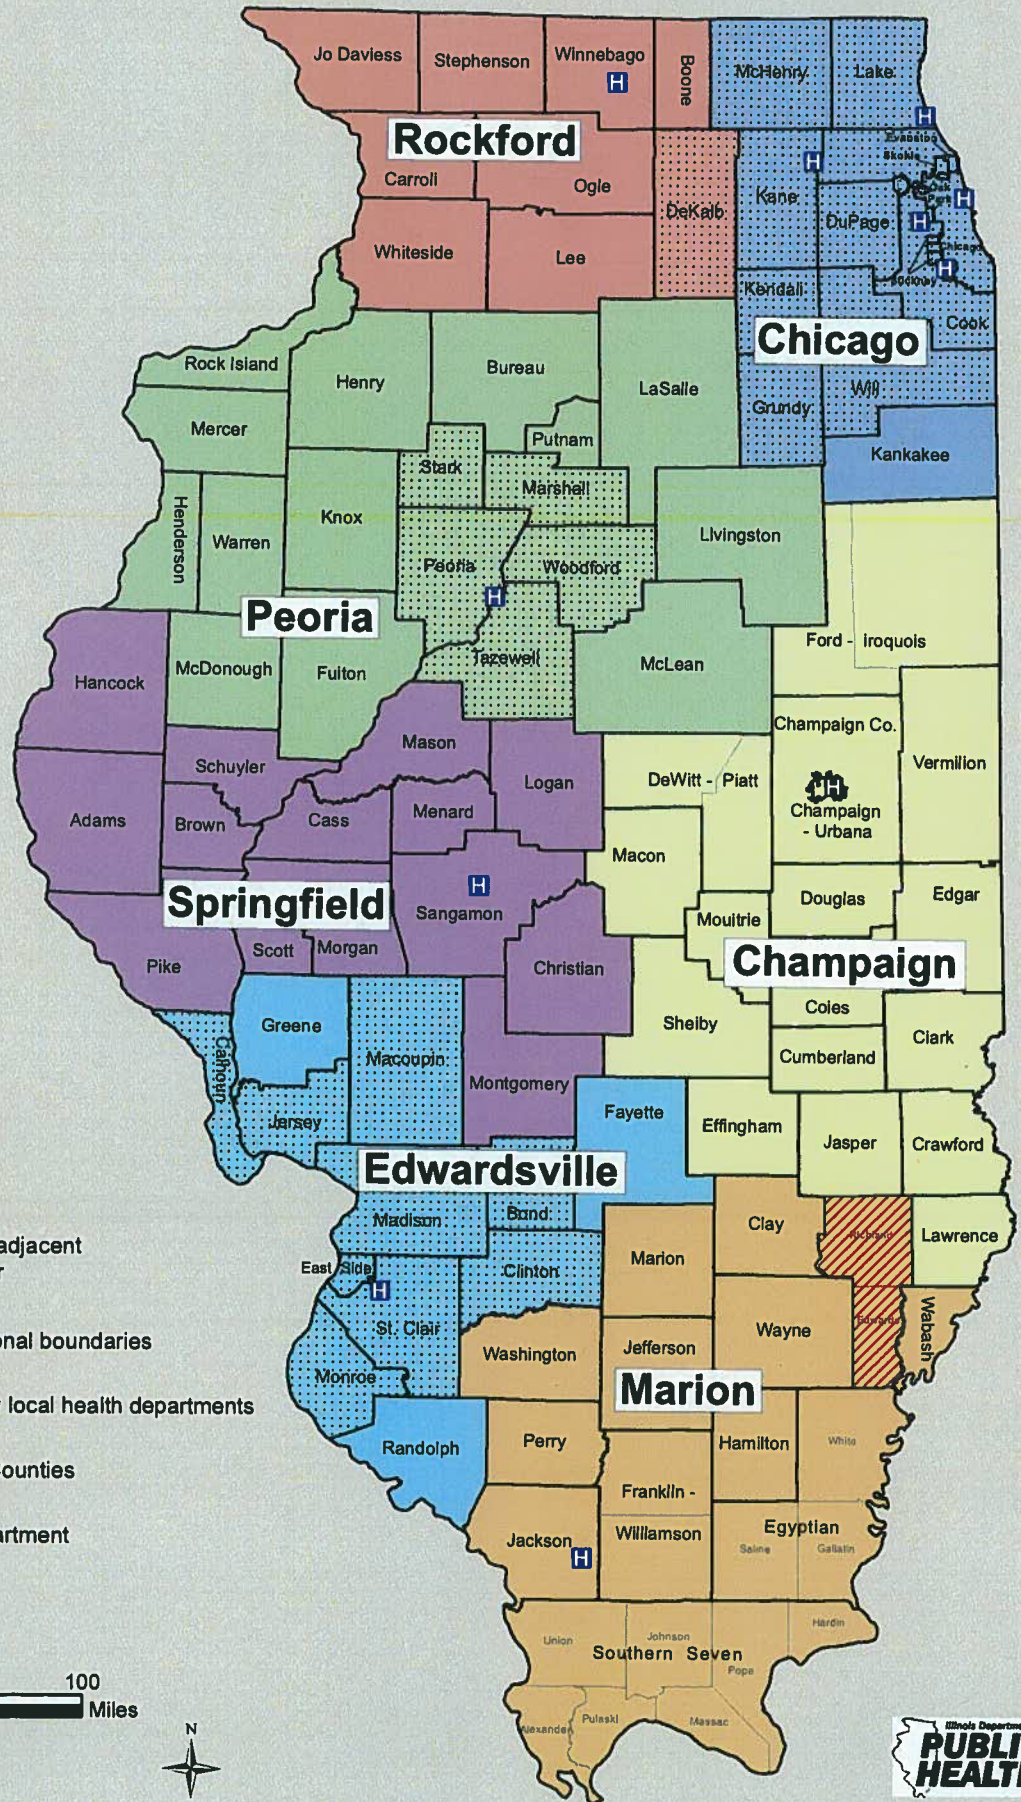 Jo Daviess
Stephenson
Winnebago
H
Boone
McHenry
Lake
H
Rockford
Evanston
Skokie
H
Carroll
Ogle
DeKalb
Kane
Oak
Park
H
DuPage
H
Whiteside
Lee
Chicago
Stickney
H
Kendall
Cook
Chicago
Rock Island
Henry
Bureau
LaSalle
Will
Grundy
Mercer
Putnam
Kankakee
Stark
Marshall
Henderson
Warren
Knox
Livingston
Peoria
Woodford
H
Peoria
Ford - Iroquois
McDonough
Fulton
Tazewell
McLean
Hancock
Champaign Co.
Mason
Schuyler
Logan
DeWitt - Piatt
Vermilion
H
Champaign
- Urbana
Adams
Brown
Cass
Menard
Macon
H
Springfield
Sangamon
Douglas
Edgar
Moultrie
Scott
Morgan
Pike
Christian
Champaign
Coles
Greene
Shelby
Clark
Calhoun
Macoupin
Cumberland
Montgomery
Jersey
Fayette
Effingham
Jasper
Crawford
Edwardsville
Madison
Bond
Clay
Richland
Lawrence
adjacent
East Side
Clinton
Marion
H
St. Clair
Wayne
Edwards
Wabash
onal boundaries
Washington
Jefferson
Monroe
Marion
local health departments
Randolph
Perry
Hamilton
White
ounties
Franklin -
Williamson
Egyptian
artment
Jackson
H
Saline
Gallatin
Hardin
Union
Johnson
Southern Seven
Pope
100
Miles
Alexander
Pulaski
Massac
N
Illinois Departme
PUBLI
HEALT